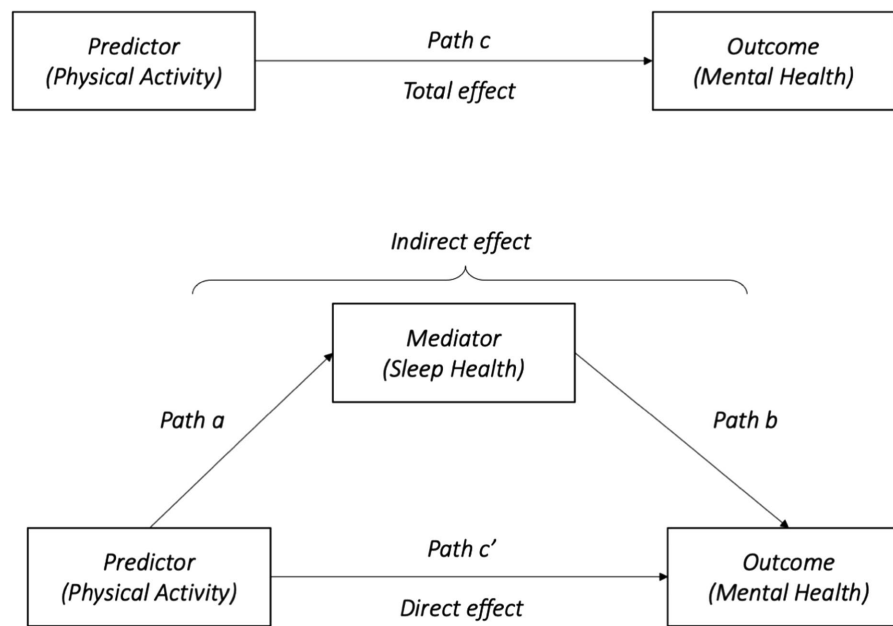 Predictor
(Physical Activity)
Path c
Total effect
Outcome
(Mental Health)
Indirect effect
Mediator
(Sleep Health)
Path a
Path b
Predictor
(Physical Activity)
Path c’
Direct effect
Outcome
(Mental Health)